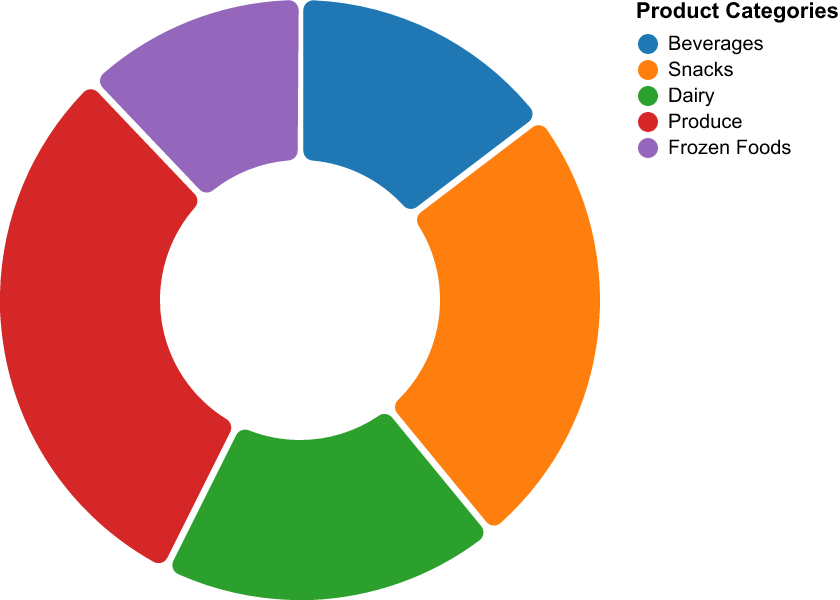 Product Categories
Beverages
Snacks
Dairy
Produce
Frozen Foods